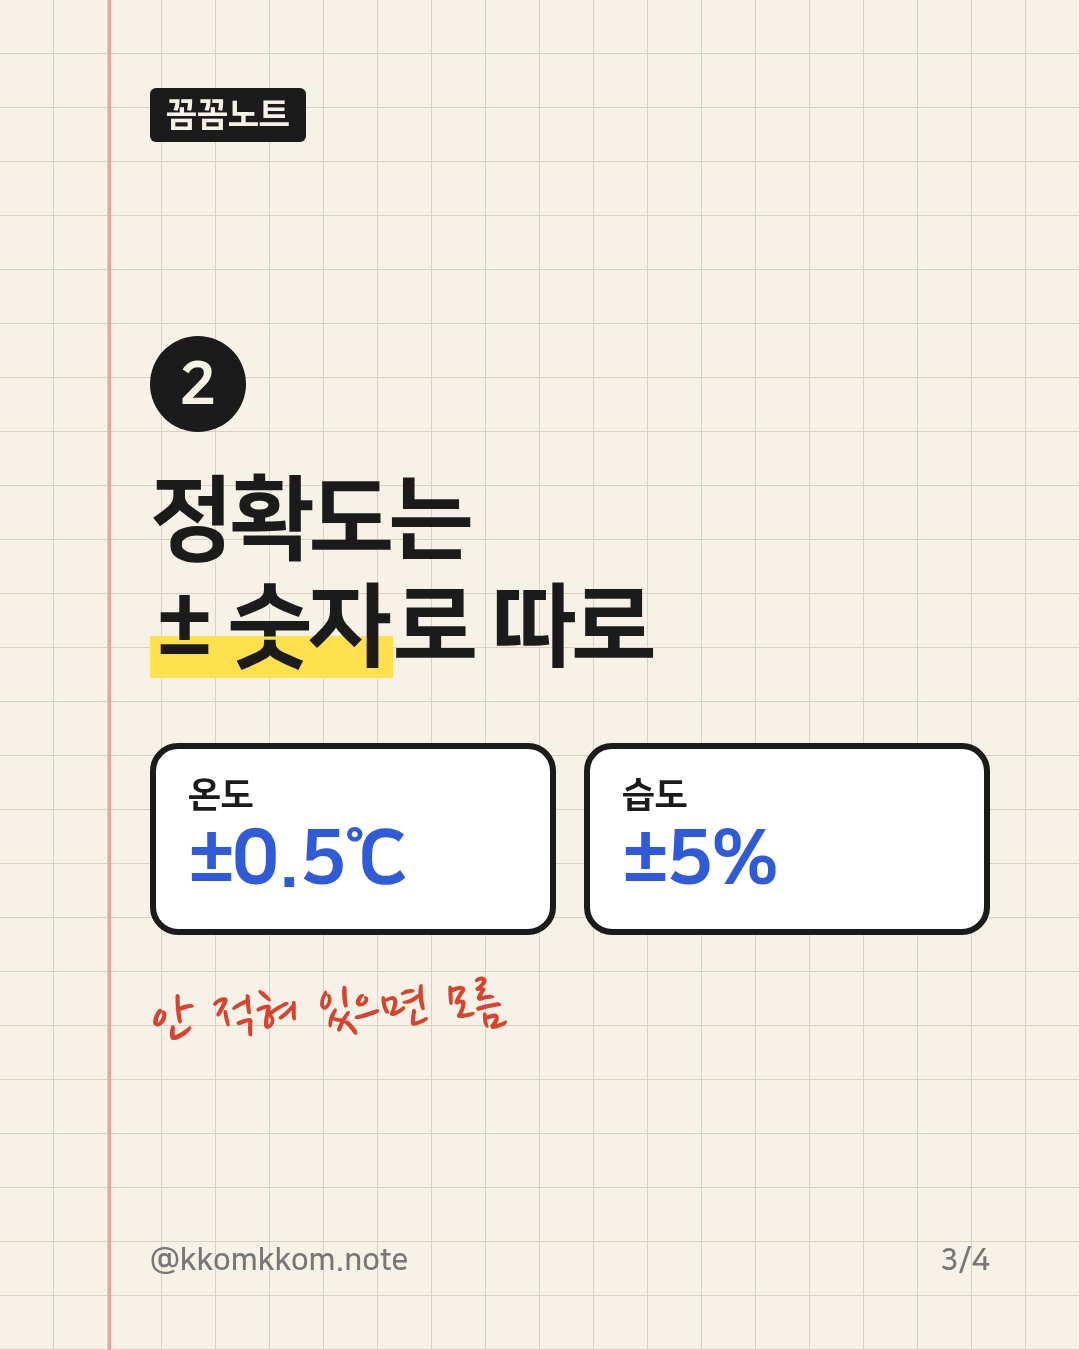 꼼꼼노트
2
정확도는
± 숫자로 따로
온도
±0.5℃
습도
±5%
안 적혀 있으면 모름
@kkomkkom.note
3/4